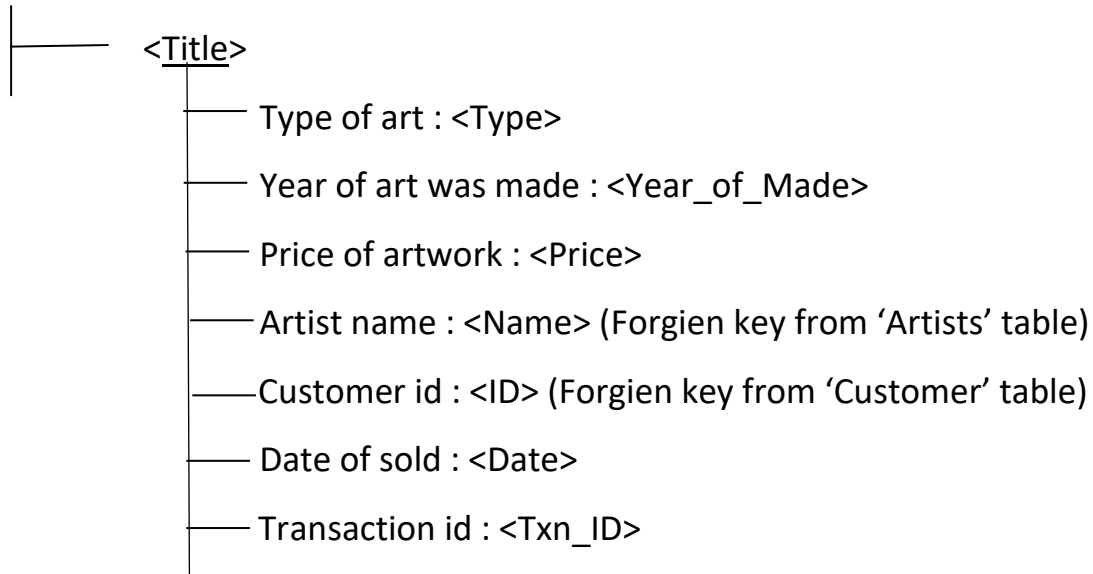 <Title>
Type of art : <Type>
Year of art was made : <Year_of_Made>
Price of artwork : <Price>
Artist name : <Name> (Forgien key from ‘Artists’ table)
Customer id : <ID> (Forgien key from ‘Customer’ table)
Date of sold : <Date>
Transaction id : <Txn_ID>